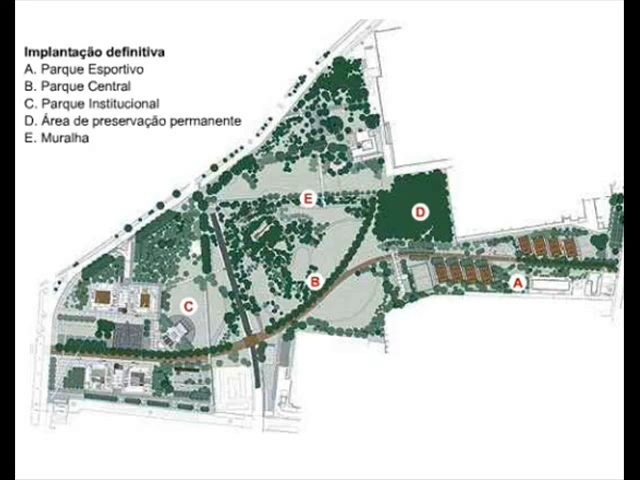 Implantação definitiva
A. Parque Esportivo
B. Parque Central
C. Parque Institucional
D. Área de preservação permanente
E. Muralha
E
D
B
A
C